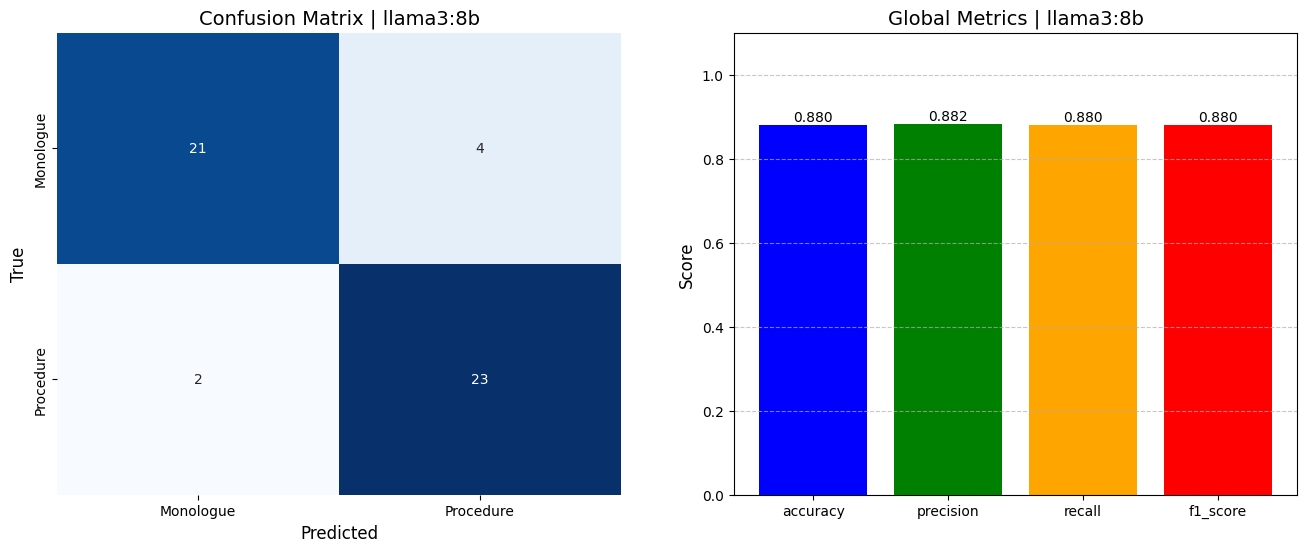 Confusion Matrix | llama3:8b
True
Monologue
21
4
Procedure
2
23
Monologue
Procedure
Predicted
Global Metrics | llama3:8b
Score
1.0
0.8
0.6
0.4
0.2
0.0
0.880
0.882
0.880
0.880
accuracy
precision
recall
f1_score